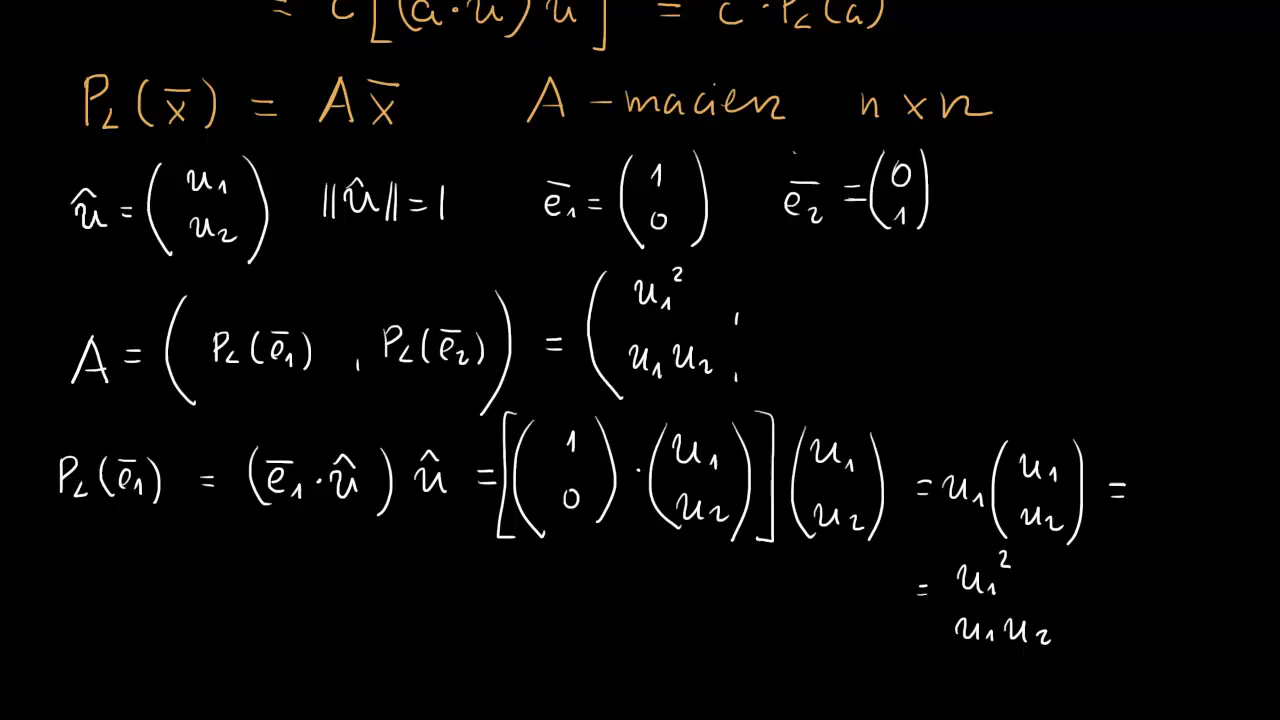 = c[(a·u)u] = c·P_L(a)
P_L(x̄) = Ax̄ A - macierz n x n
û = (u₁ u₂) ||û|| = 1 ē₁ = (1 0) ē₂ = (0 1)
A = (P_L(ē₁), P_L(ē₂)) = (u₁² , u₁u₂ ,
P_L(ē₁) = (ē₁·û) û = [(1 0)·(u₁ u₂)](u₁ u₂) = u₁(u₁ u₂) =
= u₁²
u₁u₂